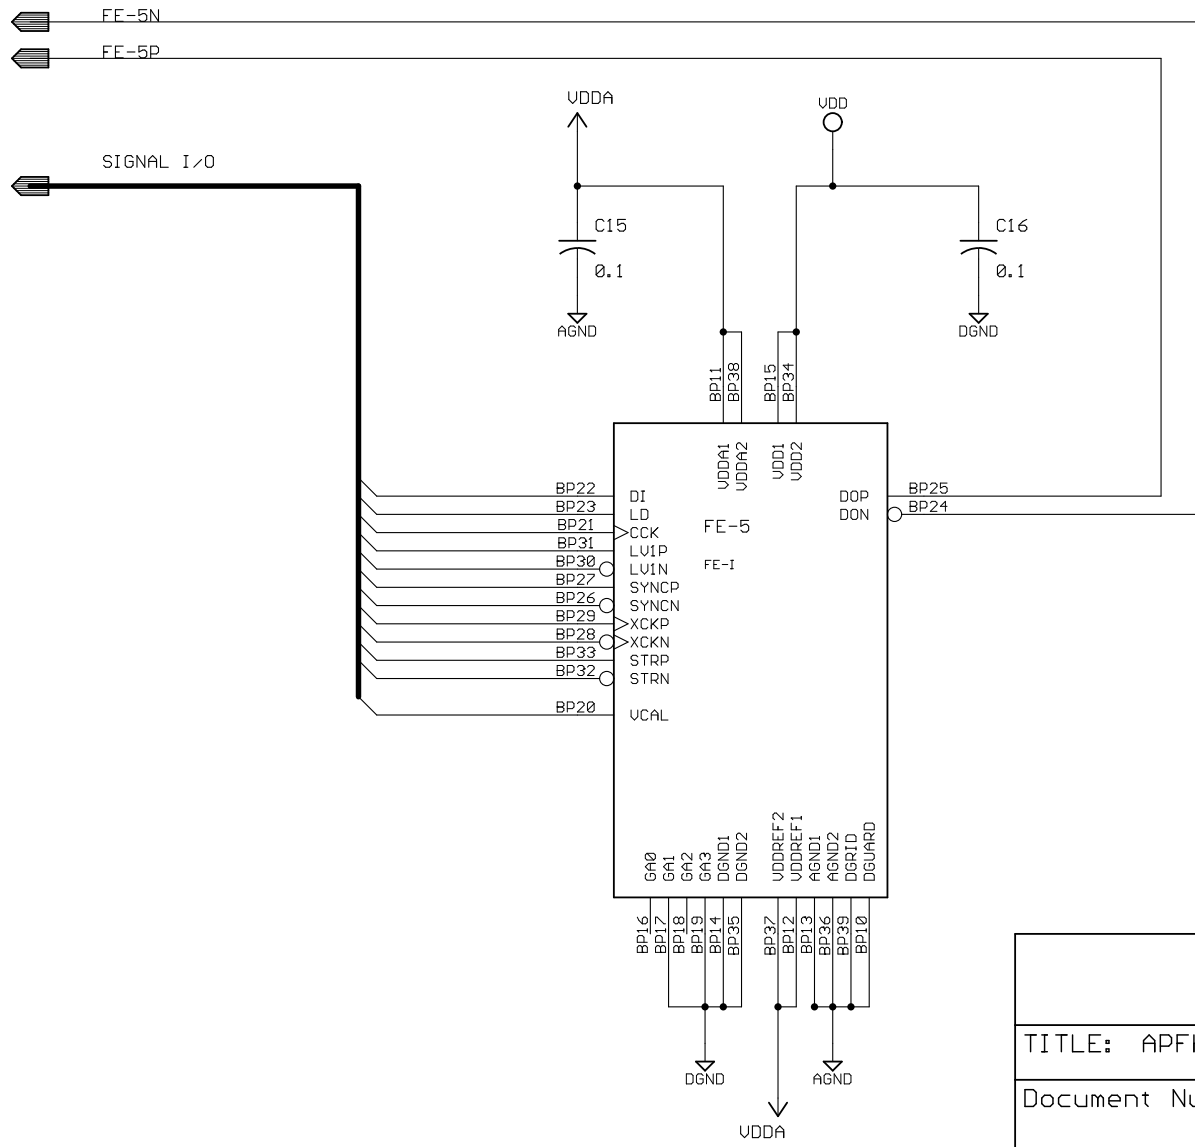 FE-5N
FE-5P
VDDA
VDD
SIGNAL I/O
C15
0.1
C16
0.1
AGND
DGND
BP11
BP38
BP15
BP34
VDDA1
VDDA2
VDD1
VDD2
BP22 DI
BP23 LD
BP21 CCK
BP31 LV1P
BP30 LV1N
BP27 SYNCP
BP26 SYNCN
BP29 XCKP
BP28 XCKN
BP33 STRP
BP32 STRN
BP20 VCAL
DOP BP25
DON BP24
FE-5
FE-I
GA0
GA1
GA2
GA3
DGND1
DGND2
VDDREF2
VDDREF1
AGND1
AGND2
DGRID
DGUARD
BP16
BP17
BP18
BP19
BP14
BP35
BP37
BP12
BP13
BP36
BP39
BP10
DGND
AGND
VDDA
TITLE: APF
Document Nu